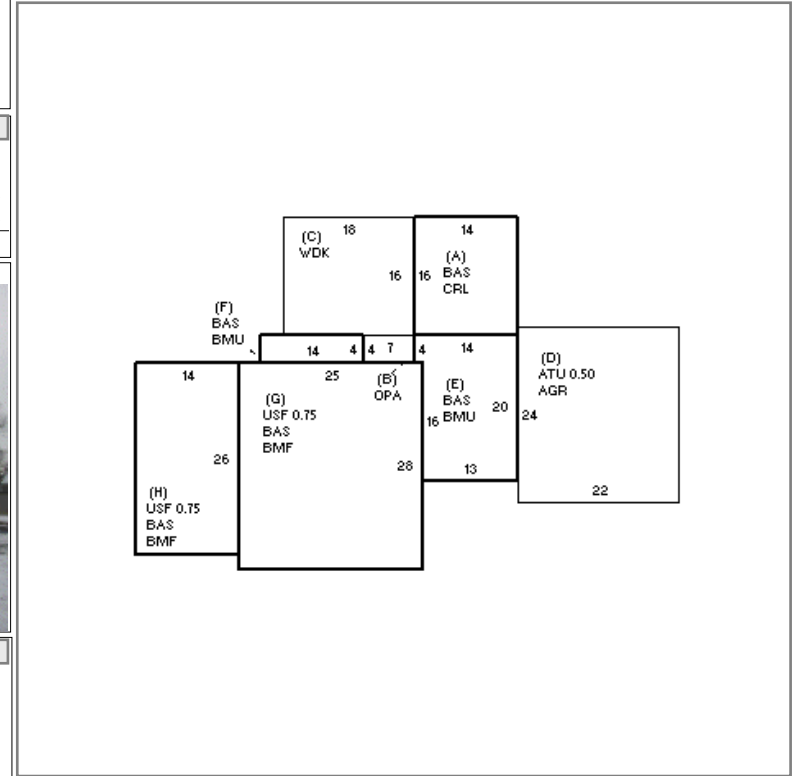 18
(C)
WDK
16
16
14
(A)
BAS
CRL
(F)
BAS
BMU
14
4
4
7
4
14
(B)
OPA
(E)
BAS
BMU
16
20
13
(D)
ATU 0.50
AGR
24
22
14
26
(H)
USF 0.75
BAS
BMF
25
(G)
USF 0.75
BAS
BMF
28